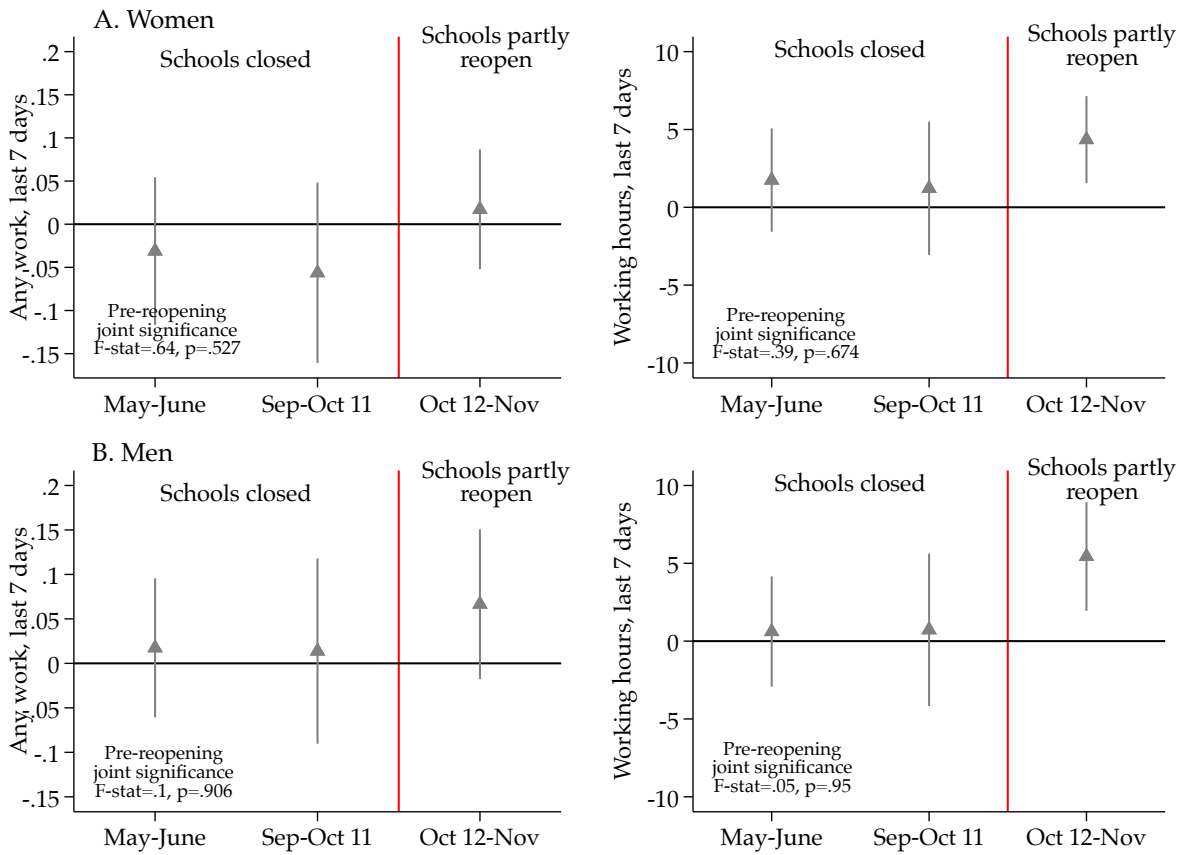 A. Women
Any work, last 7 days
.2
.15
.1
.05
0
-.05
-.1
-.15
Schools closed
Schools partly
reopen
Pre-reopening
joint significance
F-stat=.64, p=.527
May-June
Sep-Oct 11
Oct 12-Nov
Working hours, last 7 days
10
5
0
-5
-10
Schools closed
Schools partly
reopen
Pre-reopening
joint significance
F-stat=.39, p=.674
May-June
Sep-Oct 11
Oct 12-Nov
B. Men
Any work, last 7 days
.2
.15
.1
.05
0
-.05
-.1
-.15
Schools closed
Schools partly
reopen
Pre-reopening
joint significance
F-stat=.1, p=.906
May-June
Sep-Oct 11
Oct 12-Nov
Working hours, last 7 days
10
5
0
-5
-10
Schools closed
Schools partly
reopen
Pre-reopening
joint significance
F-stat=.05, p=.95
May-June
Sep-Oct 11
Oct 12-Nov